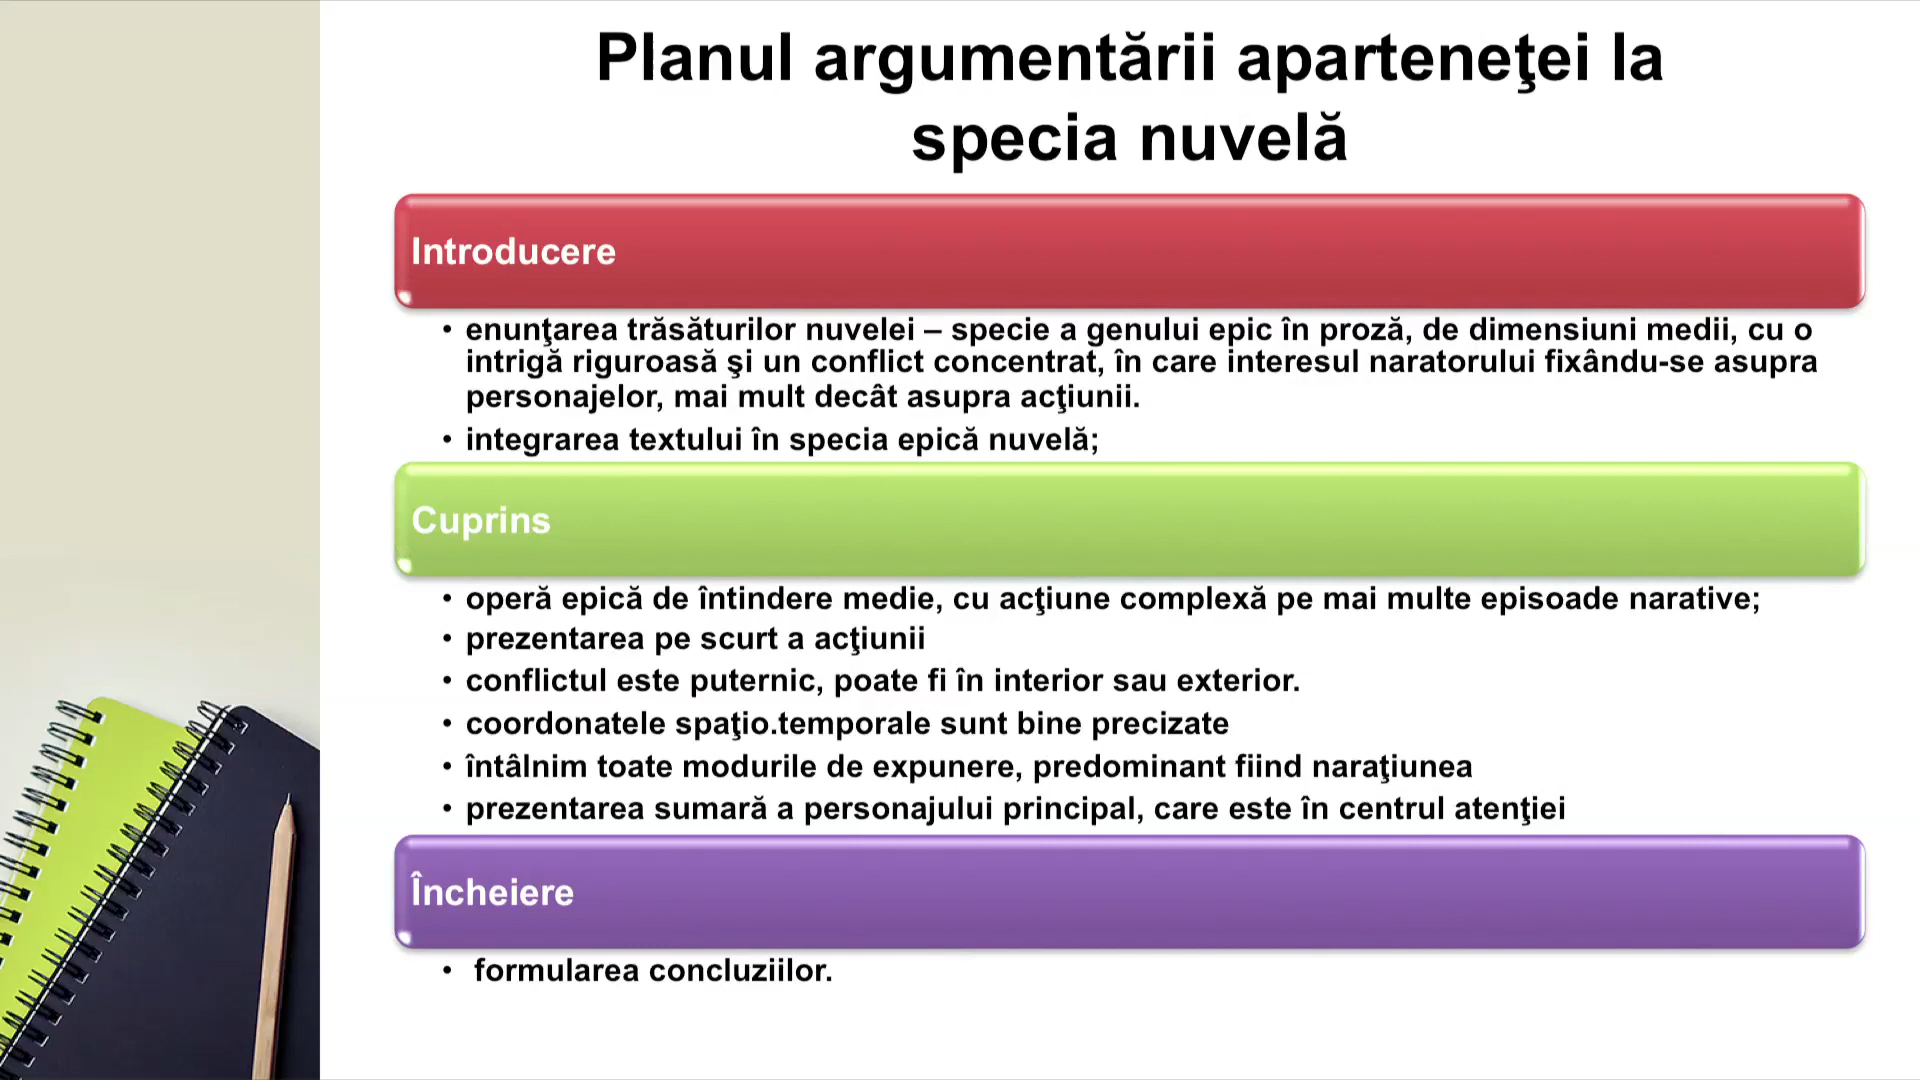 Planul argumentării aparteneţei la
specia nuvelă
Introducere
• enunţarea trăsăturilor nuvelei – specie a genului epic în proză, de dimensiuni medii, cu o
intrigă riguroasă şi un conflict concentrat, în care interesul naratorului fixându-se asupra
personajelor, mai mult decât asupra acţiunii.
• integrarea textului în specia epică nuvelă;
Cuprins
• operă epică de întindere medie, cu acţiune complexă pe mai multe episoade narative;
• prezentarea pe scurt a acţiunii
• conflictul este puternic, poate fi în interior sau exterior.
• coordonatele spaţio.temporale sunt bine precizate
• întâlnim toate modurile de expunere, predominant fiind naraţiunea
• prezentarea sumară a personajului principal, care este în centrul atenţiei
Încheiere
• formularea concluziilor.